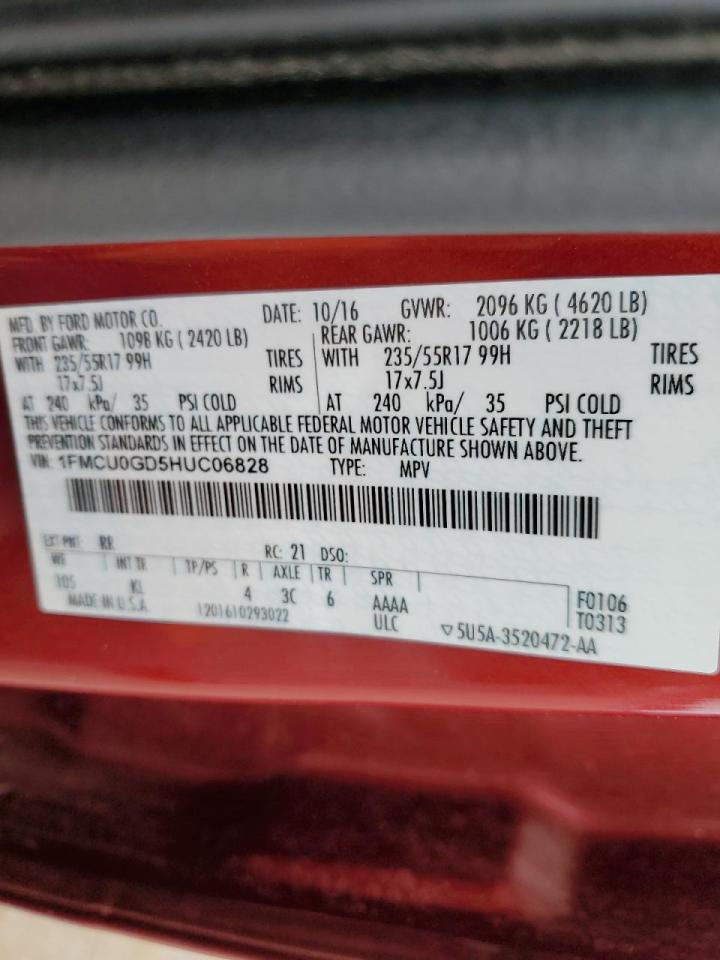 MFD. BY FORD MOTOR CO. DATE: 10/16 GVWR: 2096 KG ( 4620 LB)
FRONT GAWR: 1098 KG ( 2420 LB) REAR GAWR: 1006 KG ( 2218 LB)
WITH 235/55R17 99H TIRES WITH 235/55R17 99H TIRES
17x7.5J RIMS 17x7.5J RIMS
AT 240 kPa/ 35 PSI COLD AT 240 kPa/ 35 PSI COLD
THIS VEHICLE CONFORMS TO ALL APPLICABLE FEDERAL MOTOR VEHICLE SAFETY AND THEFT
PREVENTION STANDARDS IN EFFECT ON THE DATE OF MANUFACTURE SHOWN ABOVE.
VIN: 1FMCU0GD5HUC06828 TYPE: MPV
EXT PNT: RR RC: 21 DSO:
WB INT TR TP/PS R AXLE TR SPR
105 KL 4 3C 6 AAAA F0106
MADE IN U.S.A. 1201610293022 ULC T0313
▽5U5A-3520472-AA